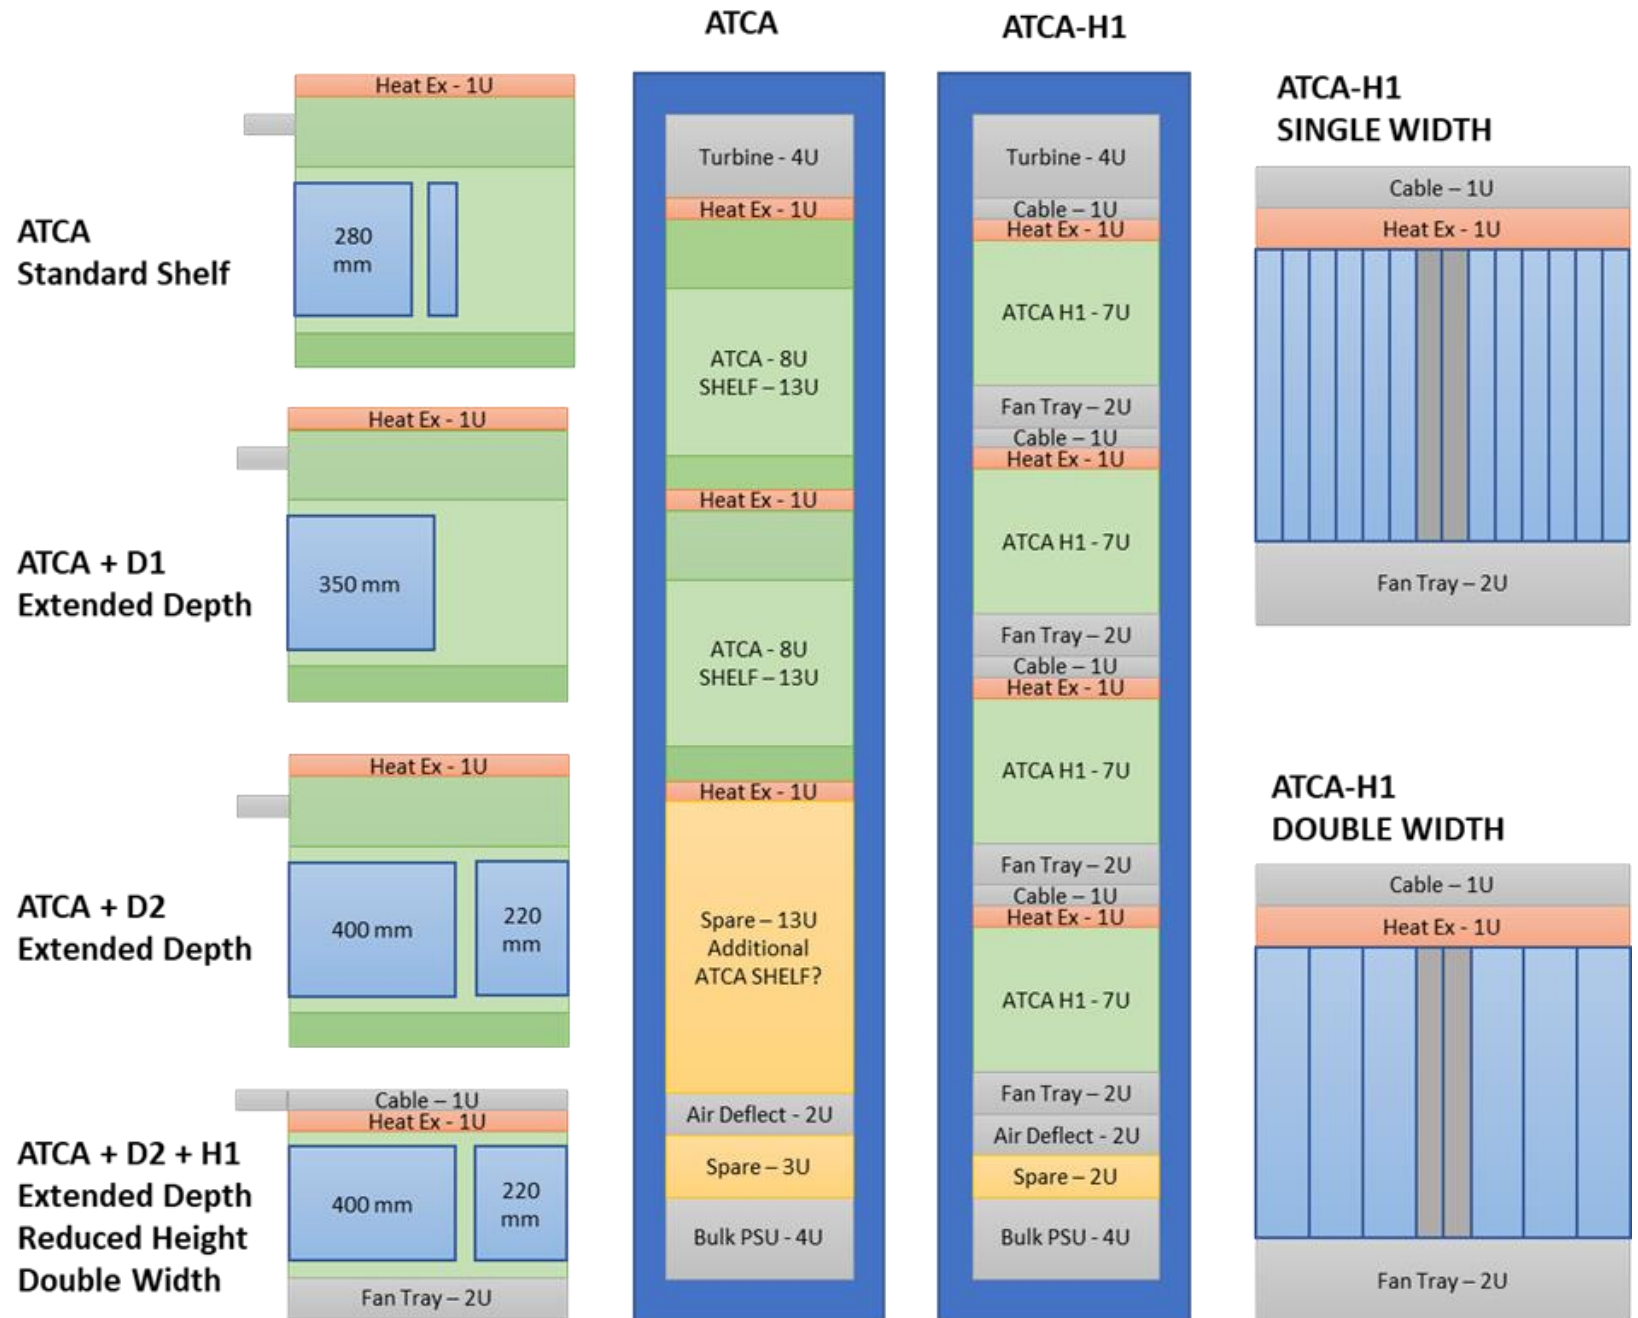 ATCA
Standard Shelf
Heat Ex - 1U
280
mm
ATCA + D1
Extended Depth
Heat Ex - 1U
350 mm
ATCA + D2
Extended Depth
Heat Ex - 1U
400 mm
220
mm
ATCA + D2 + H1
Extended Depth
Reduced Height
Double Width
Cable – 1U
Heat Ex - 1U
400 mm
220
mm
Fan Tray – 2U
ATCA
Turbine - 4U
Heat Ex - 1U
ATCA - 8U
SHELF – 13U
Heat Ex - 1U
ATCA - 8U
SHELF – 13U
Heat Ex - 1U
Spare – 13U
Additional
ATCA SHELF?
Air Deflect - 2U
Spare – 3U
Bulk PSU - 4U
ATCA-H1
Turbine - 4U
Cable – 1U
Heat Ex - 1U
ATCA H1 - 7U
Fan Tray – 2U
Cable – 1U
Heat Ex - 1U
ATCA H1 - 7U
Fan Tray – 2U
Cable – 1U
Heat Ex - 1U
ATCA H1 - 7U
Fan Tray – 2U
Cable – 1U
Heat Ex - 1U
ATCA H1 - 7U
Fan Tray – 2U
Air Deflect - 2U
Spare – 2U
Bulk PSU - 4U
ATCA-H1
SINGLE WIDTH
Cable – 1U
Heat Ex - 1U
Fan Tray – 2U
ATCA-H1
DOUBLE WIDTH
Cable – 1U
Heat Ex - 1U
Fan Tray – 2U